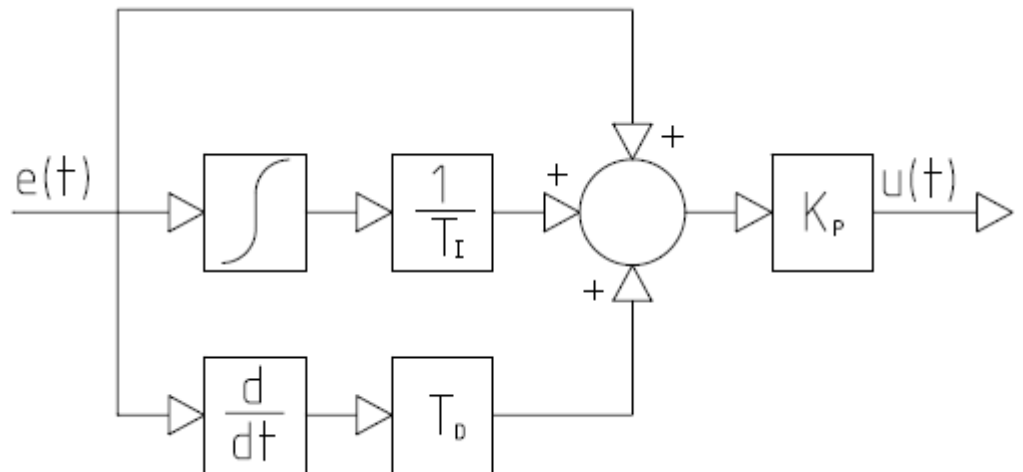 +
e(t)
∫
1
T_I
+
K_P
u(t)
+
d
dt
T_D